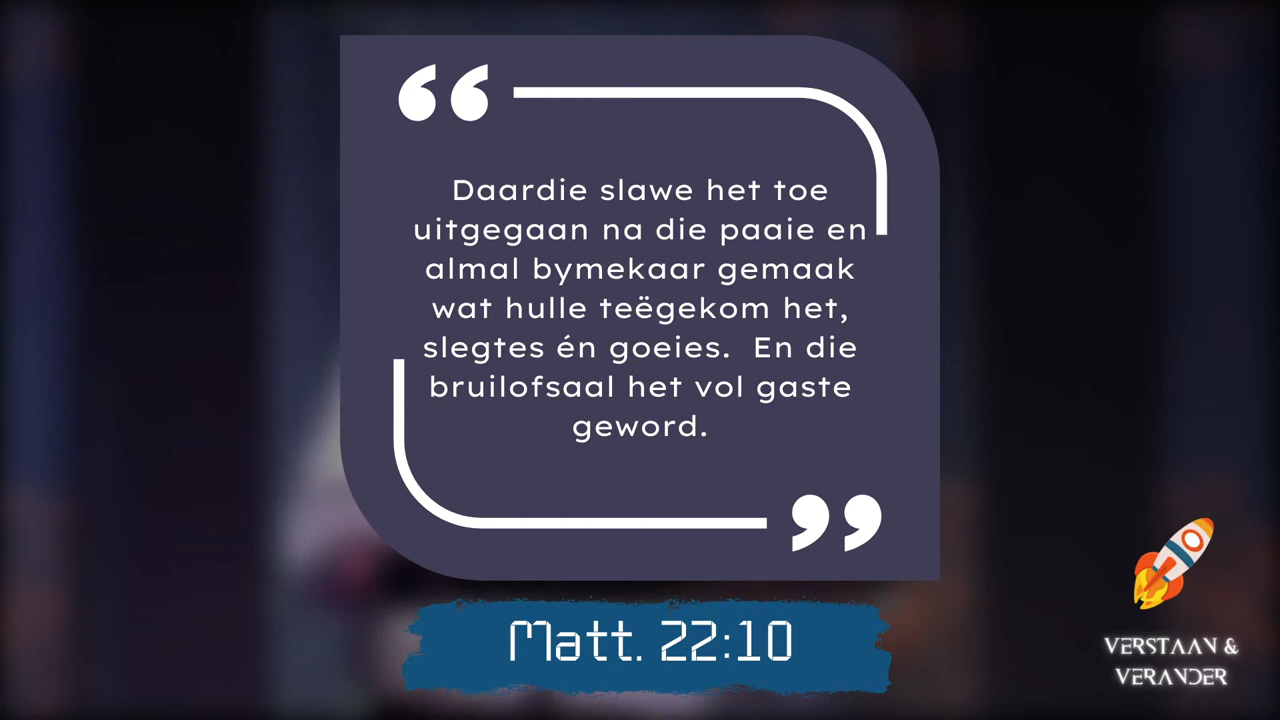 Daardie slawe het toe
uitgegaan na die paaie en
almal bymekaar gemaak
wat hulle teëgekom het,
slegtes én goeies.  En die
bruilofsaal het vol gaste
geword.
Matt. 22:10
VERSTAAN &
VERANDER